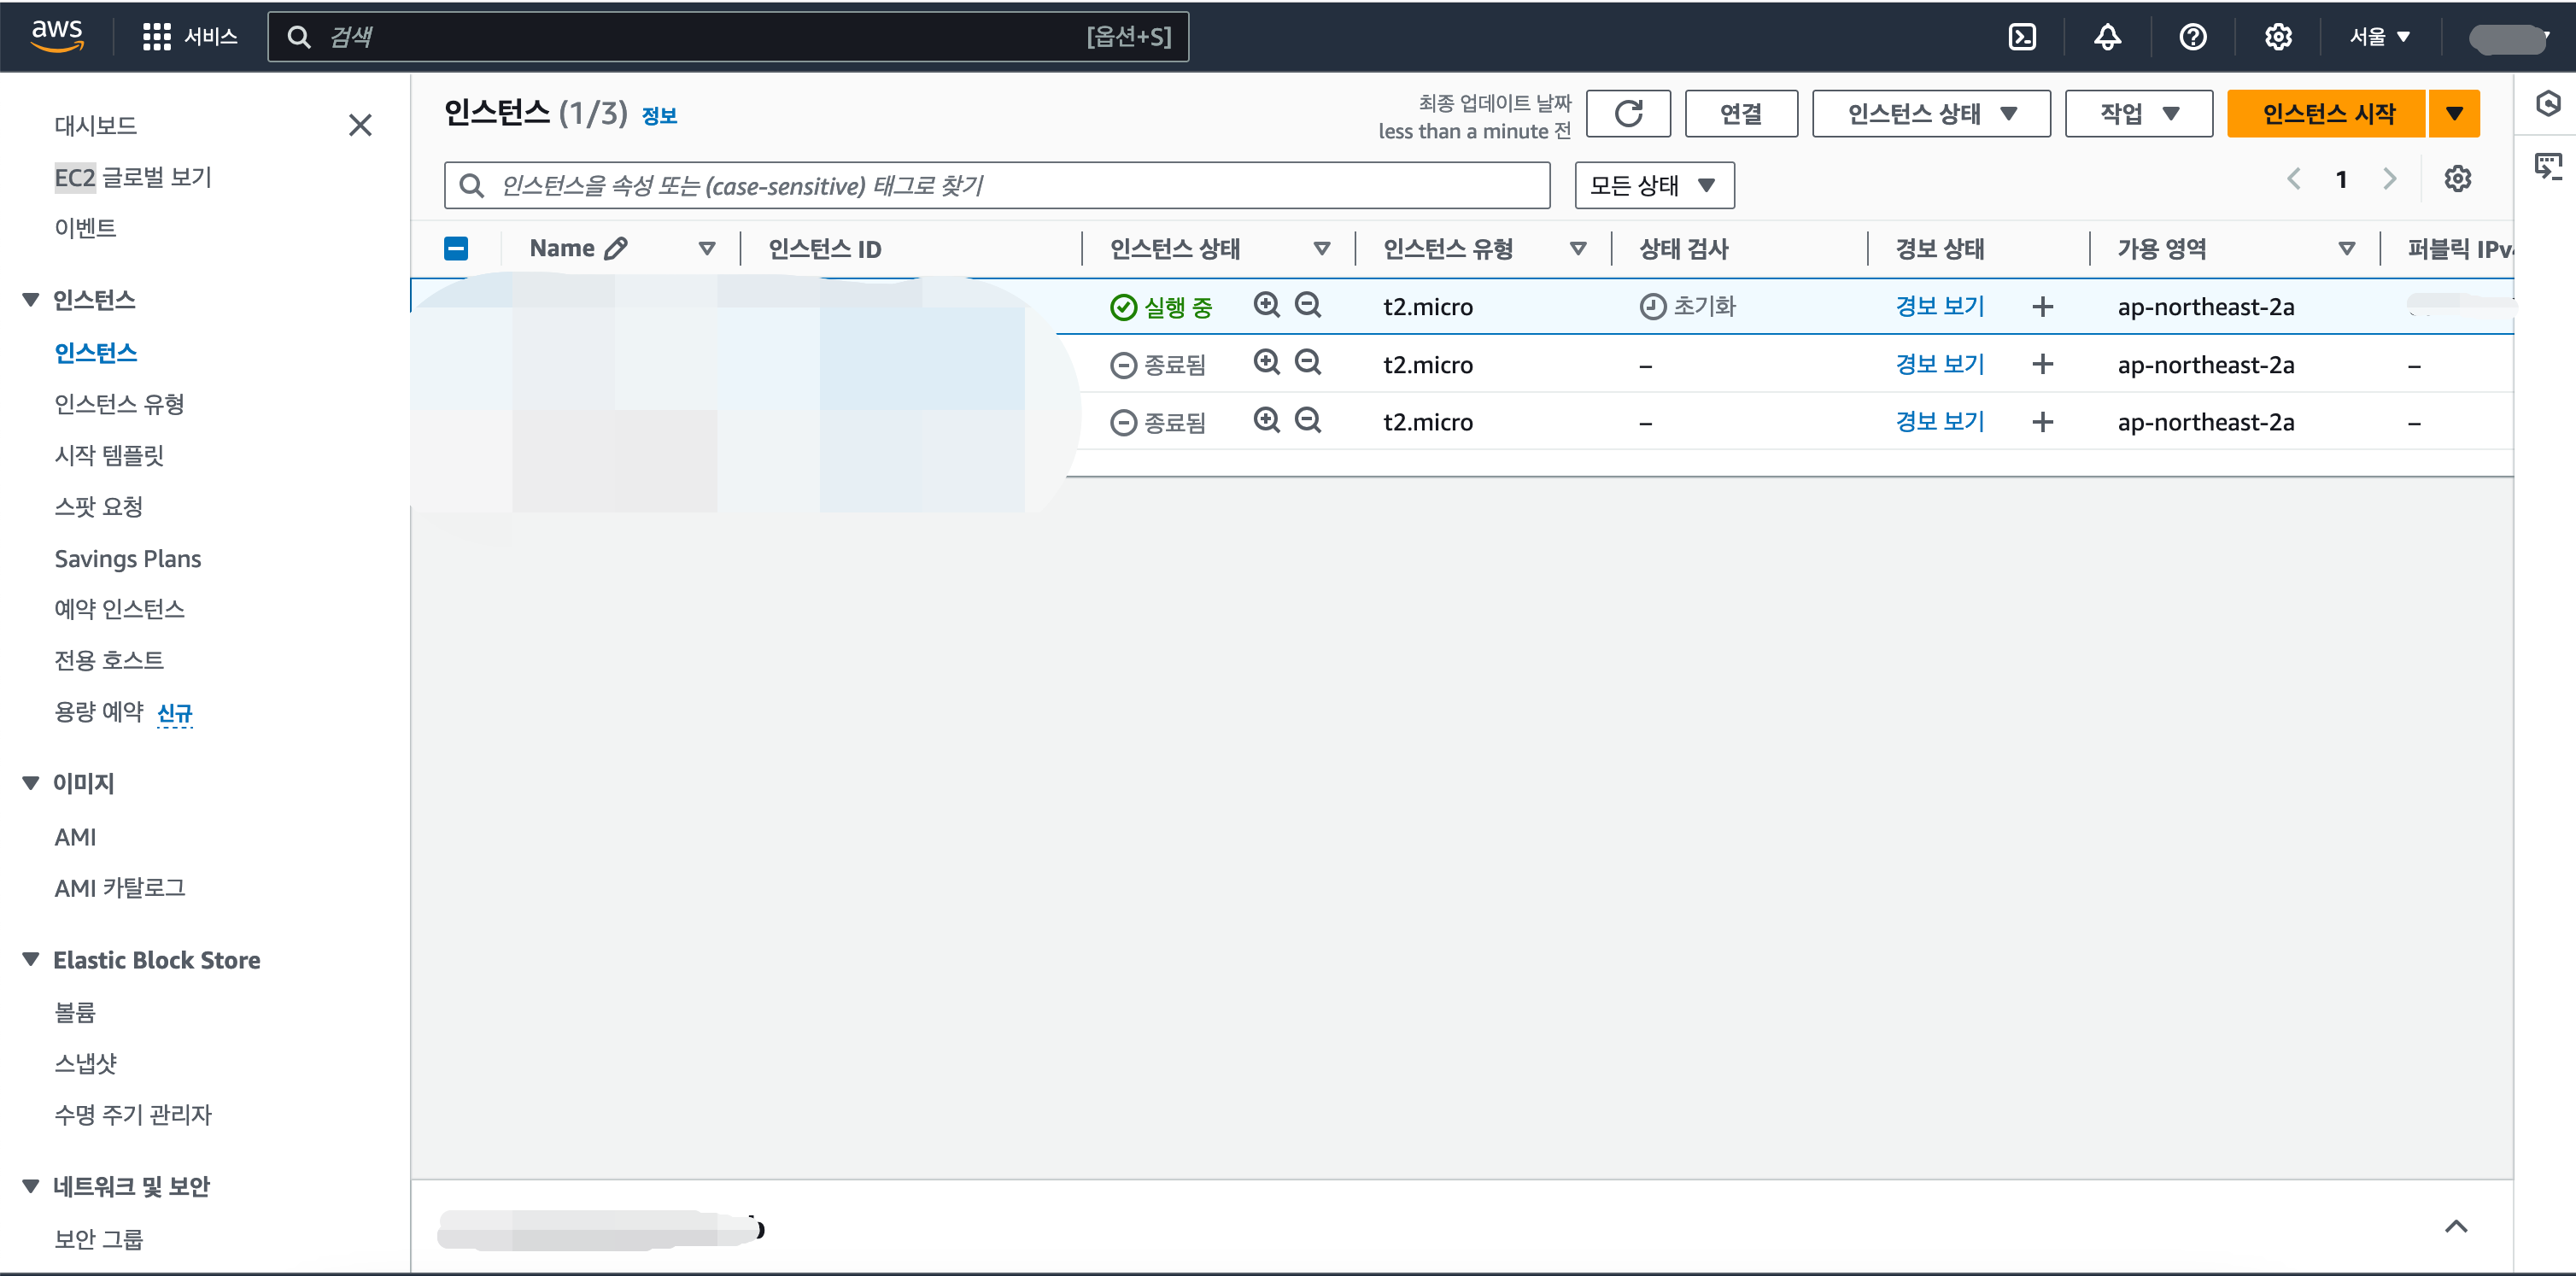 aws
서비스
검색
[옵션+S]
서울
대시보드
EC2 글로벌 보기
이벤트
인스턴스
인스턴스
인스턴스 유형
시작 템플릿
스팟 요청
Savings Plans
예약 인스턴스
전용 호스트
용량 예약 신규
이미지
AMI
AMI 카탈로그
Elastic Block Store
볼륨
스냅샷
수명 주기 관리자
네트워크 및 보안
보안 그룹
인스턴스 (1/3) 정보
최종 업데이트 날짜
less than a minute 전
연결
인스턴스 상태
작업
인스턴스 시작
인스턴스을 속성 또는 (case-sensitive) 태그로 찾기
모든 상태
1
Name 인스턴스 ID 인스턴스 상태 인스턴스 유형 상태 검사 경보 상태 가용 영역 퍼블릭 IPv4
실행 중 t2.micro 초기화 경보 보기 + ap-northeast-2a
종료됨 t2.micro – 경보 보기 + ap-northeast-2a –
종료됨 t2.micro – 경보 보기 + ap-northeast-2a –